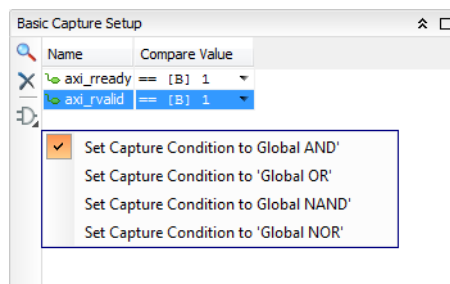 Basic Capture Setup
Name Compare Value
axi_rready == [B] 1
axi_rvalid == [B] 1
Set Capture Condition to Global AND'
Set Capture Condition to 'Global OR'
Set Capture Condition to Global NAND'
Set Capture Condition to 'Global NOR'